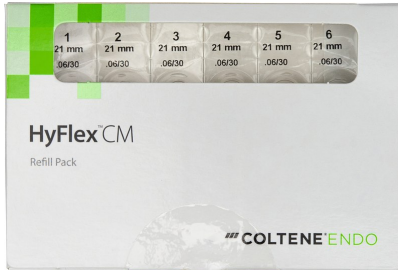 1 2 3 4 5 6
21 mm 21 mm 21 mm 21 mm 21 mm 21 mm
.06/30 .06/30 .06/30 .06/30 .06/30 .06/30
HyFlex™ CM
Refill Pack
COLTENE® ENDO